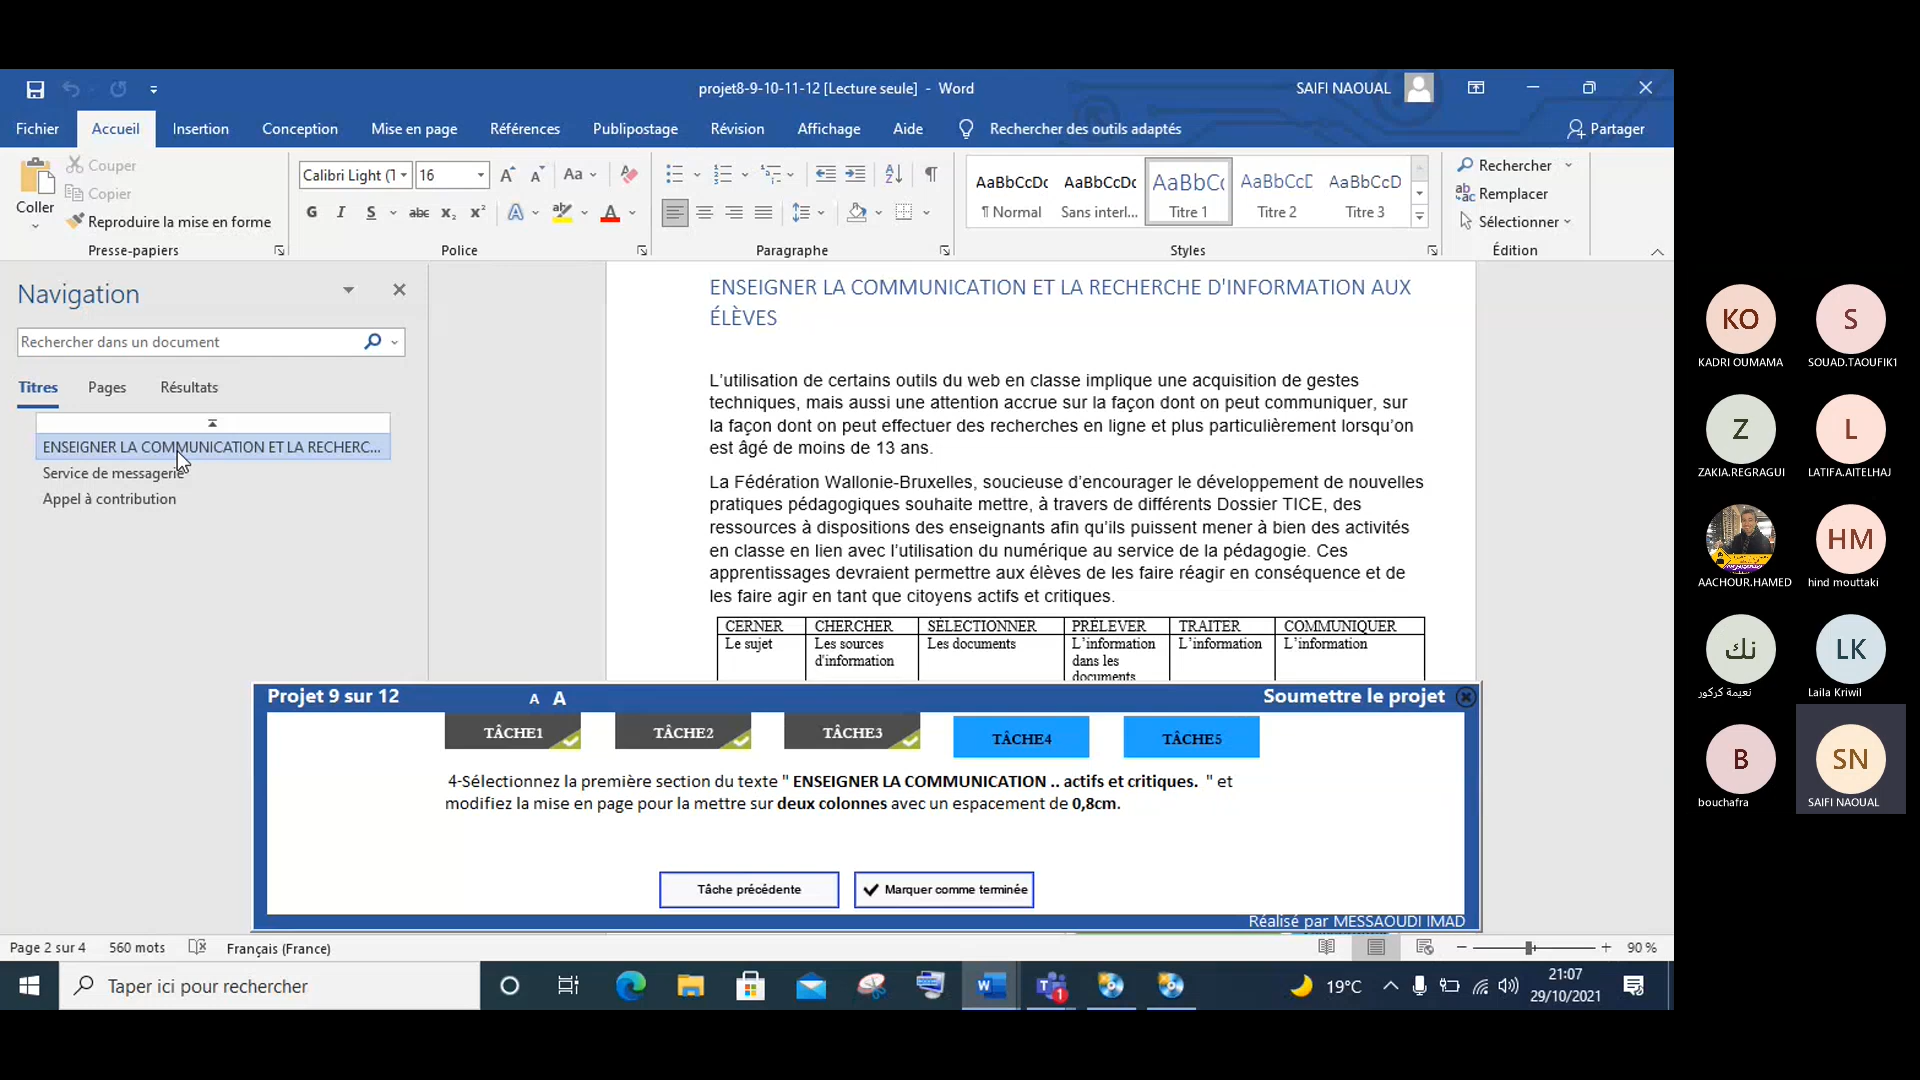 projet8-9-10-11-12 [Lecture seule] - Word
SAIFI NAOUAL
Fichier Accueil Insertion Conception Mise en page Références Publipostage Révision Affichage Aide Rechercher des outils adaptés Partager
Coller
Couper
Copier
Reproduire la mise en forme
Presse-papiers
Calibri Light (T 16
Aa
G I S abc x₂ x² A A
Police
Paragraphe
AaBbCcDc AaBbCcDc AaBbCc AaBbCcC AaBbCcD
¶ Normal Sans interl... Titre 1 Titre 2 Titre 3
Styles
Rechercher
Remplacer
Sélectionner
Édition
Navigation
Rechercher dans un document
Titres Pages Résultats
ENSEIGNER LA COMMUNICATION ET LA RECHERC...
Service de messagerie
Appel à contribution
ENSEIGNER LA COMMUNICATION ET LA RECHERCHE D'INFORMATION AUX
ÉLÈVES
L’utilisation de certains outils du web en classe implique une acquisition de gestes
techniques, mais aussi une attention accrue sur la façon dont on peut communiquer, sur
la façon dont on peut effectuer des recherches en ligne et plus particulièrement lorsqu’on
est âgé de moins de 13 ans.
La Fédération Wallonie-Bruxelles, soucieuse d’encourager le développement de nouvelles
pratiques pédagogiques souhaite mettre, à travers de différents Dossier TICE, des
ressources à dispositions des enseignants afin qu’ils puissent mener à bien des activités
en classe en lien avec l’utilisation du numérique au service de la pédagogie. Ces
apprentissages devraient permettre aux élèves de les faire réagir en conséquence et de
les faire agir en tant que citoyens actifs et critiques.
CERNER CHERCHER SÉLECTIONNER PRÉLEVER TRAITER COMMUNIQUER
Le sujet Les sources Les documents L’information L’information L’information
d'information dans les
documents
Projet 9 sur 12 A A Soumettre le projet
TÂCHE1 TÂCHE2 TÂCHE3 TÂCHE4 TÂCHE5
4-Sélectionnez la première section du texte " ENSEIGNER LA COMMUNICATION .. actifs et critiques. " et
modifiez la mise en page pour la mettre sur deux colonnes avec un espacement de 0,8cm.
Tâche précédente Marquer comme terminée
Réalisé par MESSAOUDI IMAD
Page 2 sur 4 560 mots Français (France) 90 %
Taper ici pour rechercher
1
19°C
21:07
29/10/2021
KO
KADRI OUMAMA
S
SOUAD.TAOUFIK1
Z
ZAKIA.REGRAGUI
L
LATIFA.AITELHAJ
AACHOUR.HAMED
HM
hind mouttaki
نك
نعيمة كركور
LK
Laila Kriwil
B
bouchafra
SN
SAIFI NAOUAL